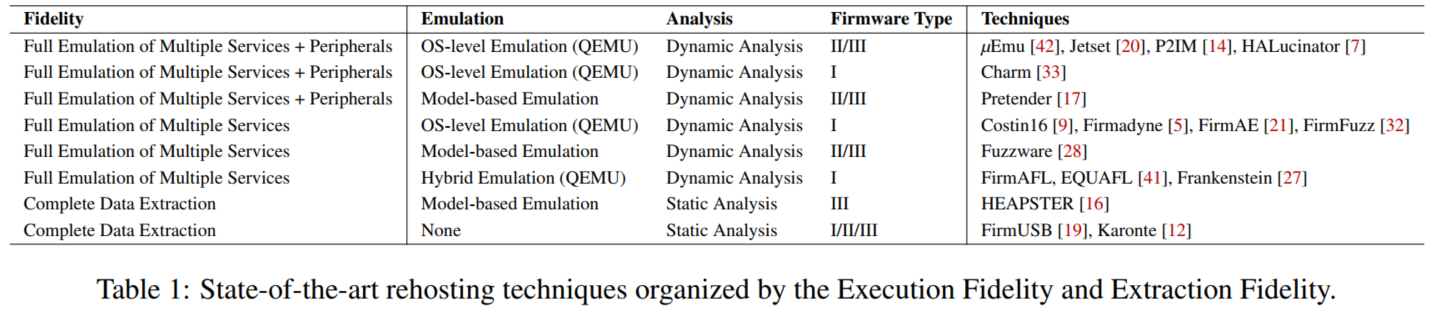 Fidelity Emulation Analysis Firmware Type Techniques
Full Emulation of Multiple Services + Peripherals OS-level Emulation (QEMU) Dynamic Analysis II/III μEmu [42], Jetset [20], P2IM [14], HALucinator [7]
Full Emulation of Multiple Services + Peripherals OS-level Emulation (QEMU) Dynamic Analysis I Charm [33]
Full Emulation of Multiple Services + Peripherals Model-based Emulation Dynamic Analysis II/III Pretender [17]
Full Emulation of Multiple Services OS-level Emulation (QEMU) Dynamic Analysis I Costin16 [9], Firmadyne [5], FirmAE [21], FirmFuzz [32]
Full Emulation of Multiple Services Model-based Emulation Dynamic Analysis II/III Fuzzware [28]
Full Emulation of Multiple Services Hybrid Emulation (QEMU) Dynamic Analysis I FirmAFL, EQUAFL [41], Frankenstein [27]
Complete Data Extraction Model-based Emulation Static Analysis III HEAPSTER [16]
Complete Data Extraction None Static Analysis I/II/III FirmUSB [19], Karonte [12]
Table 1: State-of-the-art rehosting techniques organized by the Execution Fidelity and Extraction Fidelity.